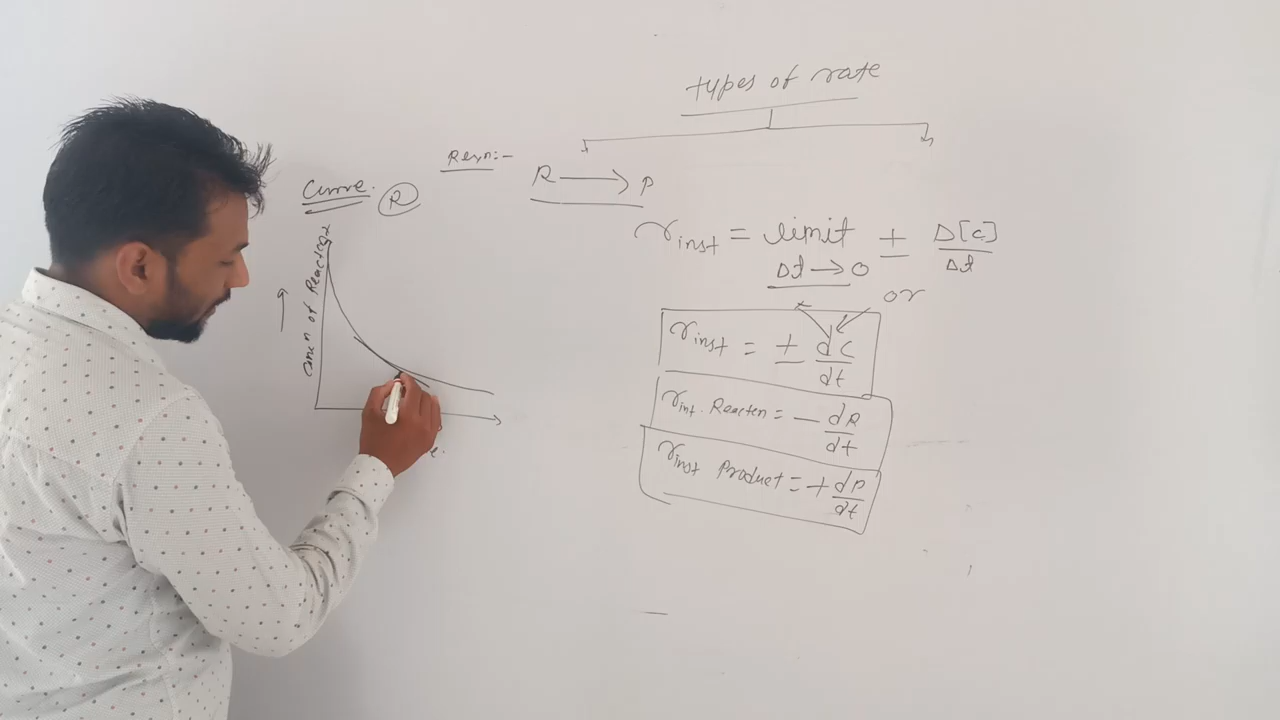 types of rate
Rexn:-
R ⟶ P
Curve. R
Concn of Reactant
r inst = limit ± Δ[c]/Δt
Δt → 0
or
r inst = ± dc/dt
r int. Reacten = - dR/dt
r inst Product = + dP/dt